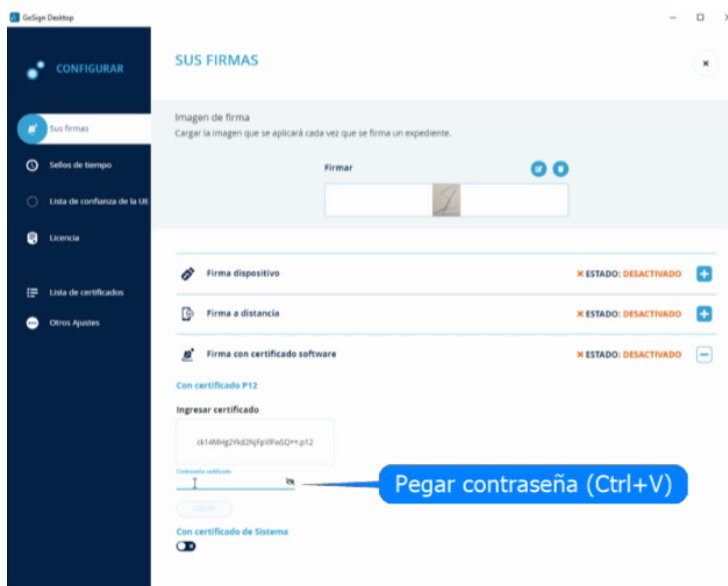 GoSign Desktop
CONFIGURAR
SUS FIRMAS
Imagen de firma
Cargar la imagen que se aplicará cada vez que se firma un expediente.
Sus firmas
Firmar
Sellos de tiempo
Lista de confianza de la UE
Licencia
Firma dispositivo
ESTADO: DESACTIVADO
Lista de certificados
Firma a distancia
ESTADO: DESACTIVADO
Otros Ajustes
Firma con certificado software
ESTADO: DESACTIVADO
Con certificado P12
Ingresar certificado
Contraseña certificado
Pegar contraseña (Ctrl+V)
Con certificado de Sistema